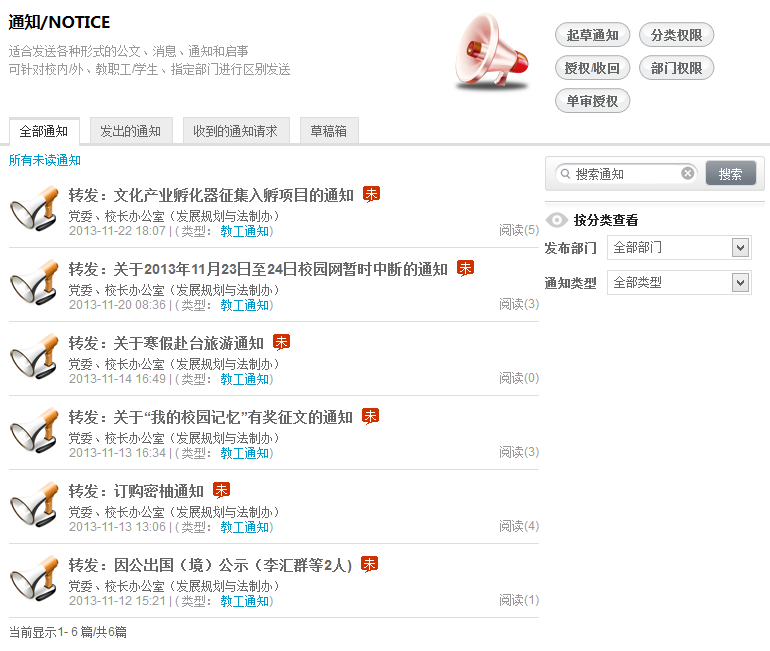 通知/NOTICE
适合发送各种形式的公文、消息、通知和启事
可针对校内/外、教职工/学生、指定部门进行区别发送
起草通知 分类权限
授权/收回 部门权限
单审授权
全部通知 发出的通知 收到的通知请求 草稿箱
所有未读通知
搜索通知 搜索
转发：文化产业孵化器征集入孵项目的通知 未
党委、校长办公室（发展规划与法制办）
2013-11-22 18:07 | ( 类型： 教工通知) 阅读(5)
按分类查看
发布部门 全部部门
通知类型 全部类型
转发：关于2013年11月23日至24日校园网暂时中断的通知 未
党委、校长办公室（发展规划与法制办）
2013-11-20 08:36 | ( 类型： 教工通知) 阅读(3)
转发：关于寒假赴台旅游通知 未
党委、校长办公室（发展规划与法制办）
2013-11-14 16:49 | ( 类型： 教工通知) 阅读(0)
转发：关于“我的校园记忆”有奖征文的通知 未
党委、校长办公室（发展规划与法制办）
2013-11-13 16:34 | ( 类型： 教工通知) 阅读(3)
转发：订购密柚通知 未
党委、校长办公室（发展规划与法制办）
2013-11-13 13:06 | ( 类型： 教工通知) 阅读(4)
转发：因公出国（境）公示（李汇群等2人) 未
党委、校长办公室（发展规划与法制办）
2013-11-12 15:21 | ( 类型： 教工通知) 阅读(1)
当前显示1- 6 篇/共6篇